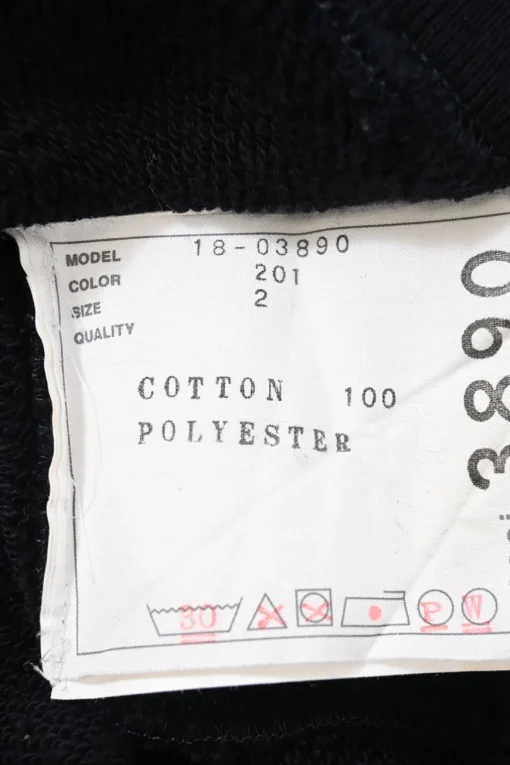 MODEL 18-03890
COLOR 201
SIZE 2
QUALITY
COTTON 100
POLYESTER
30
P
W
3890